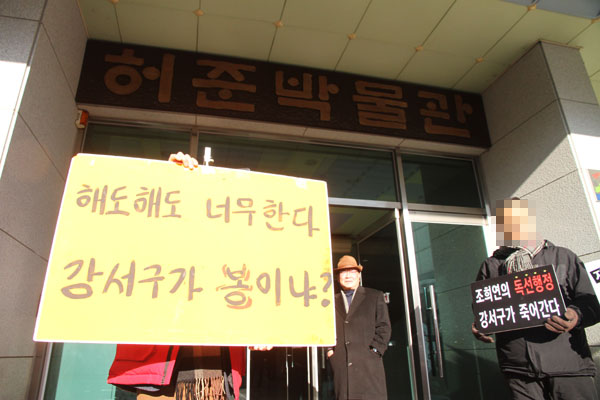 허준박물관
해도해도 너무한다
강서구가 봉이냐?
조희연의 독선행정
강서구가 죽어간다